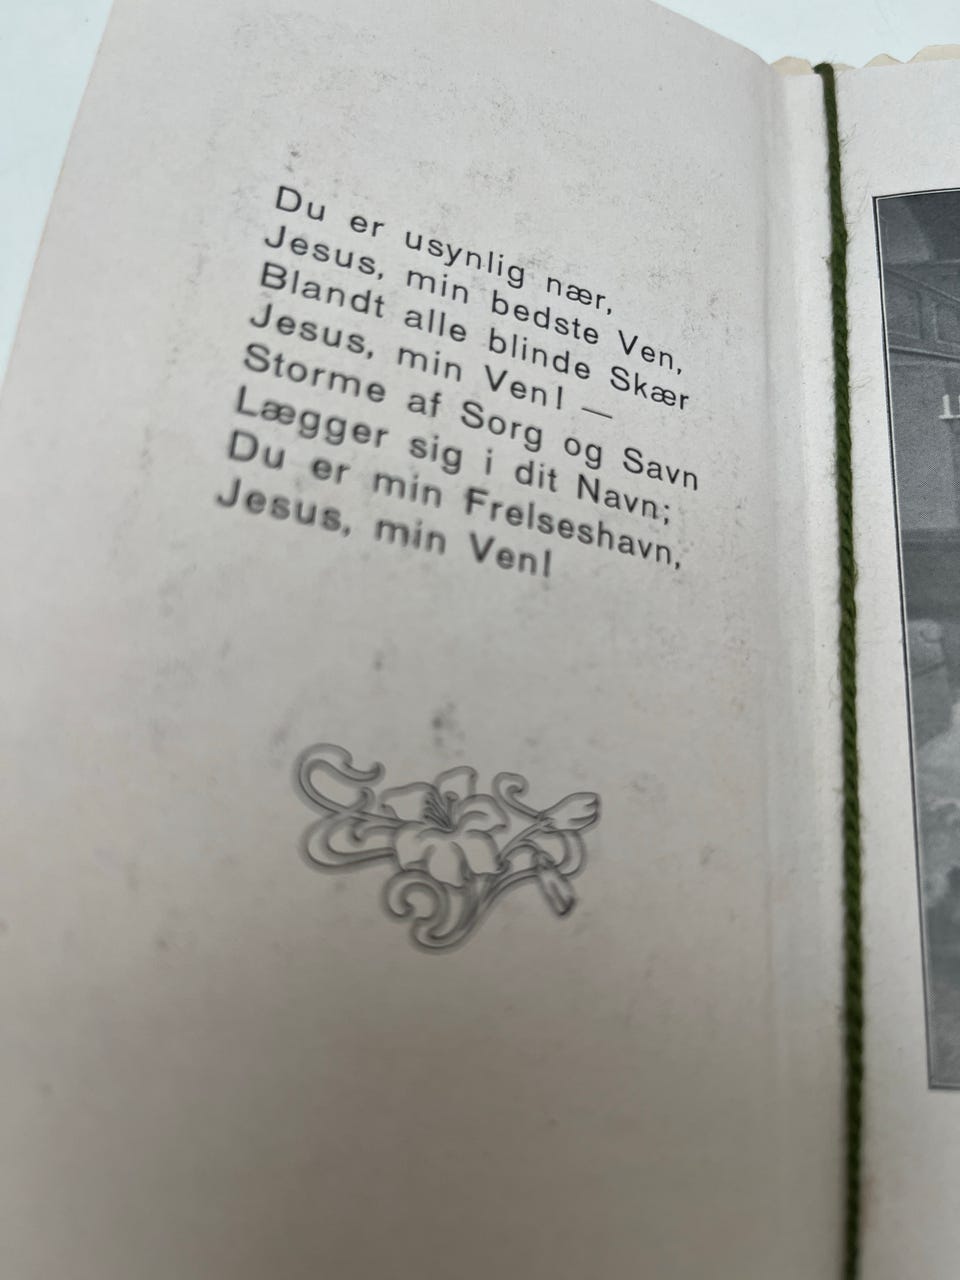 Du er usynlig nær,
Jesus, min bedste Ven,
Blandt alle blinde Skær
Jesus, min Ven! —
Storme af Sorg og Savn
Lægger sig i dit Navn;
Du er min Frelseshavn,
Jesus, min Ven!